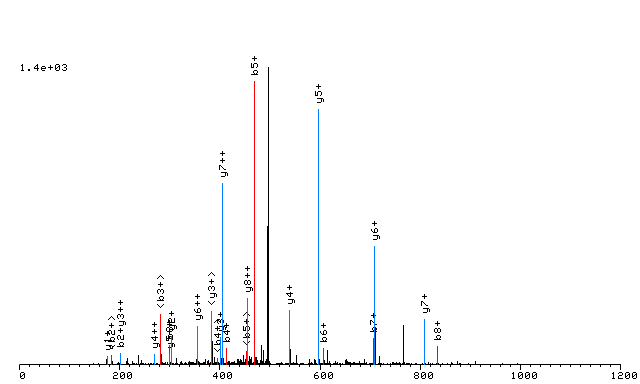 1.4e+03
b5+
y5+
y7++
y6+
<b3+>
<y3+>
y8++
y4+
y6++
y7+
b2+y3++
y4++
<b2+>
<b5+>
b4+
b6+
b7+
b8+
0 200 400 600 800 1000 1200